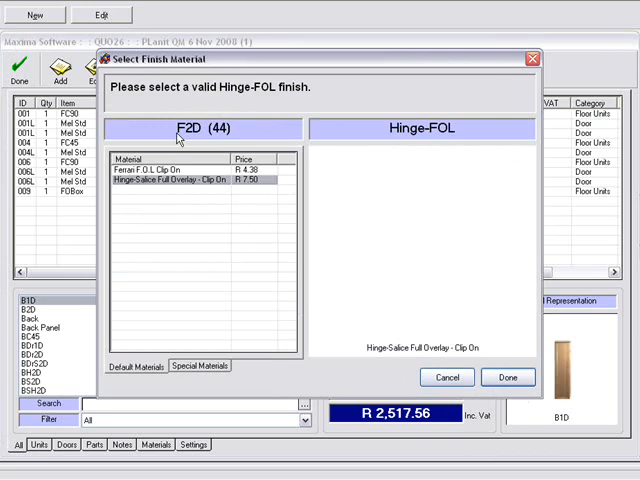 New
Edit
Maxima Software : : QUO26 : : PLanit QM 6 Nov 2008 (1)
Done
Add
Select Finish Material
Please select a valid Hinge-FOL finish.
F2D (44)
Hinge-FOL
Material Price
Ferrari F.O.L Clip On R 4.38
Hinge-Salice Full Overlay - Clip On R 7.50
Hinge-Salice Full Overlay - Clip On
Default Materials
Special Materials
Cancel
Done
ID Qty Item VAT Category
001 1 FC90 Floor Units
001L 1 Mel Std Door
001L 1 Mel Std Door
004 1 FC45 Floor Units
004L 1 Mel Std Door
006 1 FC90 Floor Units
006L 1 Mel Std Door
006L 1 Mel Std Door
009 1 FOBox Floor Units
B1D
B2D
Back
Back Panel
BC45
BDr1D
BDr2D
BDrS2D
BH2D
BS2D
BSH2D
Search
...
Filter
All
R 2,517.56
Inc. Vat
Representation
B1D
All
Units
Doors
Parts
Notes
Materials
Settings